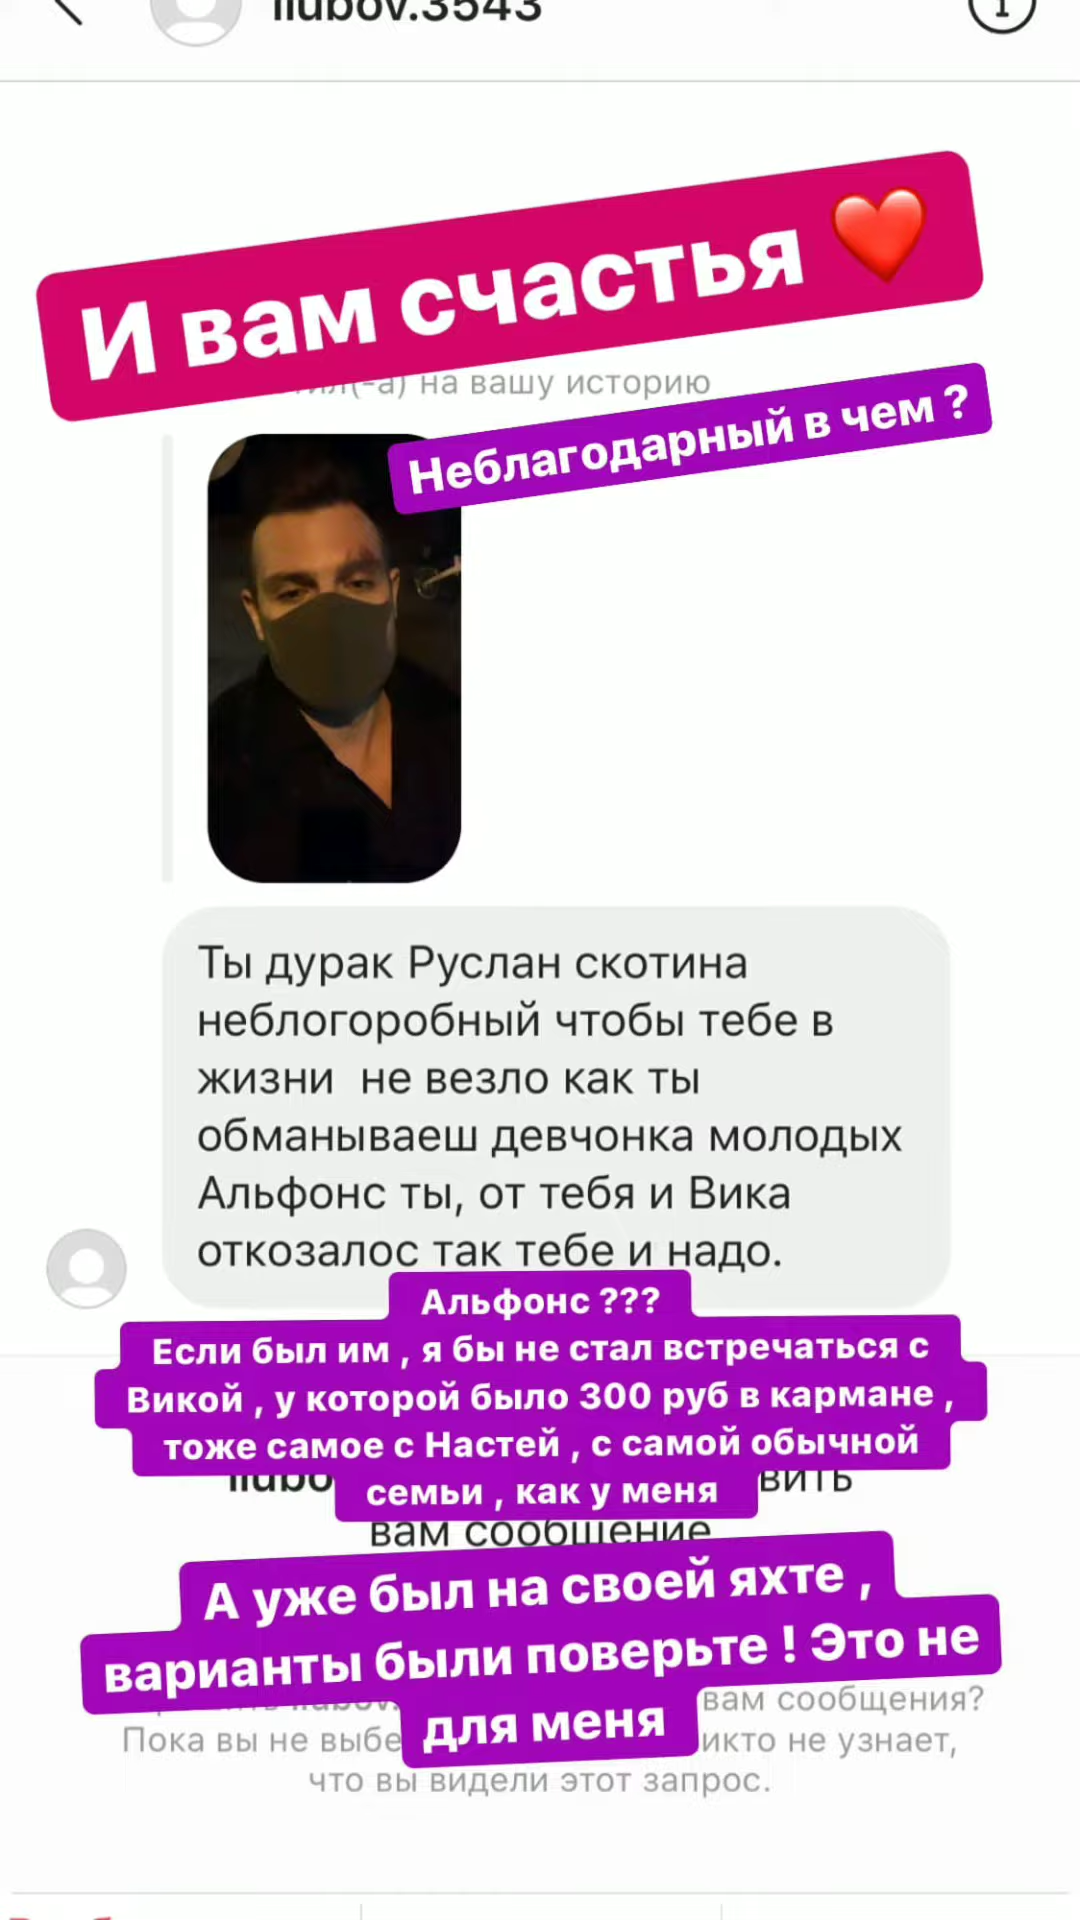 liubov.3543
И вам счастья ❤️
(-а) на вашу историю
Неблагодарный в чем ?
Ты дурак Руслан скотина
неблогоробный чтобы тебе в
жизни не везло как ты
обманываеш девчонка молодых
Альфонс ты, от тебя и Вика
откозалос так тебе и надо.
Альфонс ???
Если был им , я бы не стал встречаться с
Викой , у которой было 300 руб в кармане ,
тоже самое с Настей , с самой обычной
семьи , как у меня
вам сообщение
А уже был на своей яхте ,
варианты были поверьте ! Это не
для меня
вам сообщения?
Пока вы не никто не узнает,
что вы видели этот запрос.